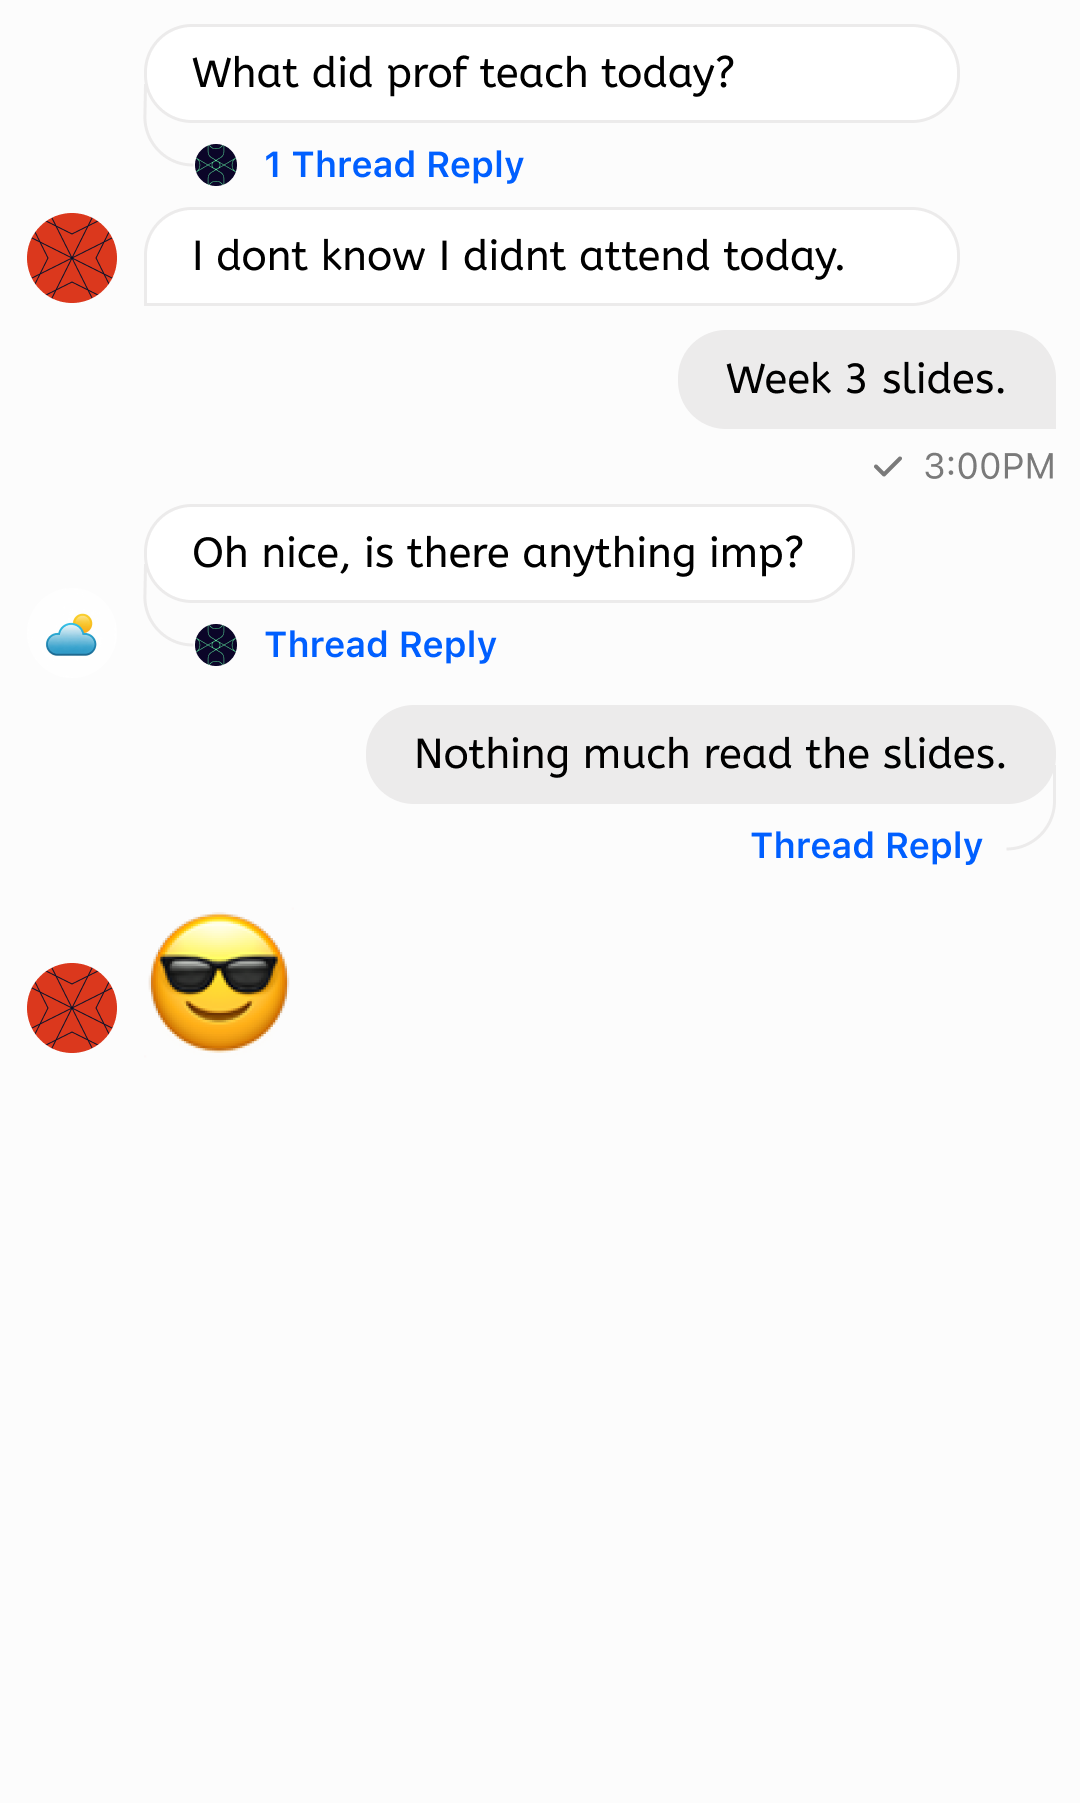 What did prof teach today?
1 Thread Reply
I dont know I didnt attend today.
Week 3 slides.
3:00PM
Oh nice, is there anything imp?
Thread Reply
Nothing much read the slides.
Thread Reply